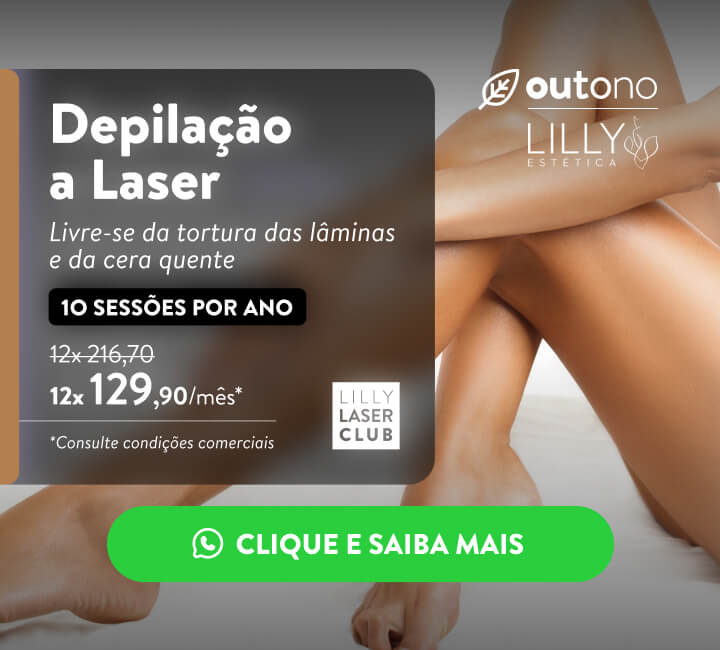 outono
LILLY
ESTÉTICA
Depilação
a Laser
Livre-se da tortura das lâminas
e da cera quente
10 SESSÕES POR ANO
12x 216,70
12x 129,90/mês*
*Consulte condições comerciais
LILLY
LASER
CLUB
CLIQUE E SAIBA MAIS